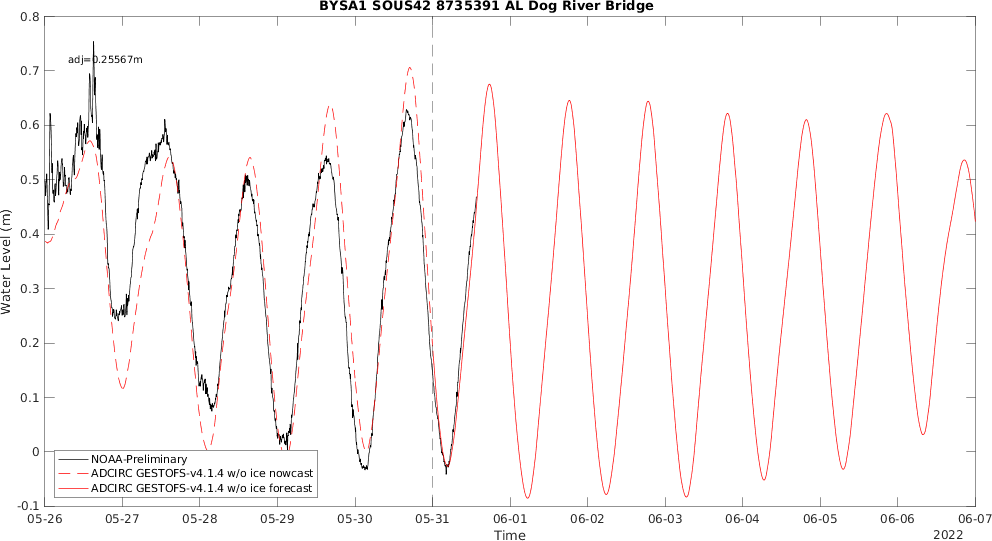 BYSA1 SOUS42 8735391 AL Dog River Bridge
adj=0.25567m
Water Level (m)
0.8
0.7
0.6
0.5
0.4
0.3
0.2
0.1
0
-0.1
NOAA-Preliminary
ADCIRC GESTOFS-v4.1.4 w/o ice nowcast
ADCIRC GESTOFS-v4.1.4 w/o ice forecast
05-26 05-27 05-28 05-29 05-30 05-31 06-01 06-02 06-03 06-04 06-05 06-06 06-07
Time
2022